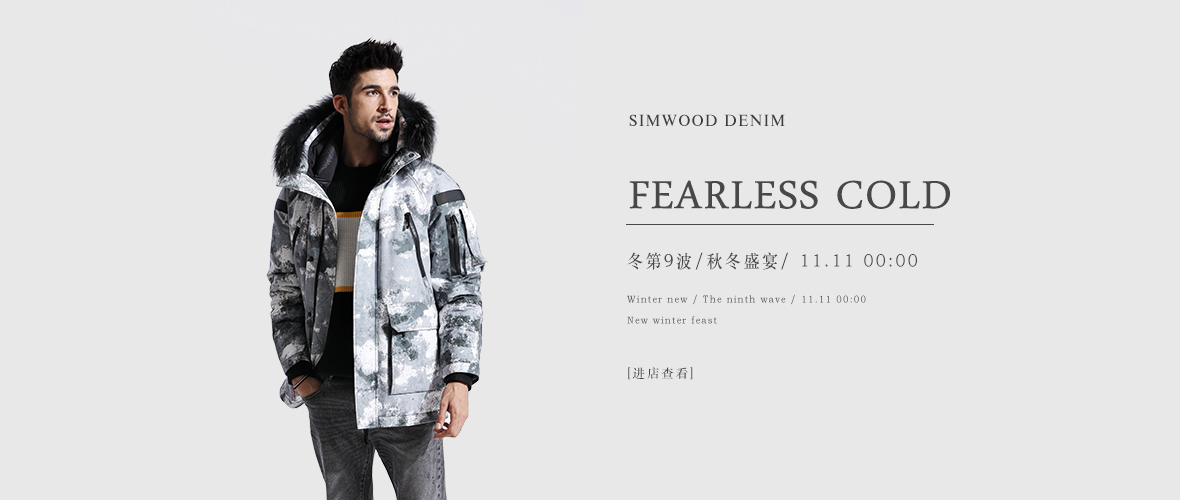 SIMWOOD DENIM
FEARLESS COLD
冬第9波/秋冬盛宴/ 11.11 00:00
Winter new / The ninth wave / 11.11 00:00
New winter feast
[进店查看]